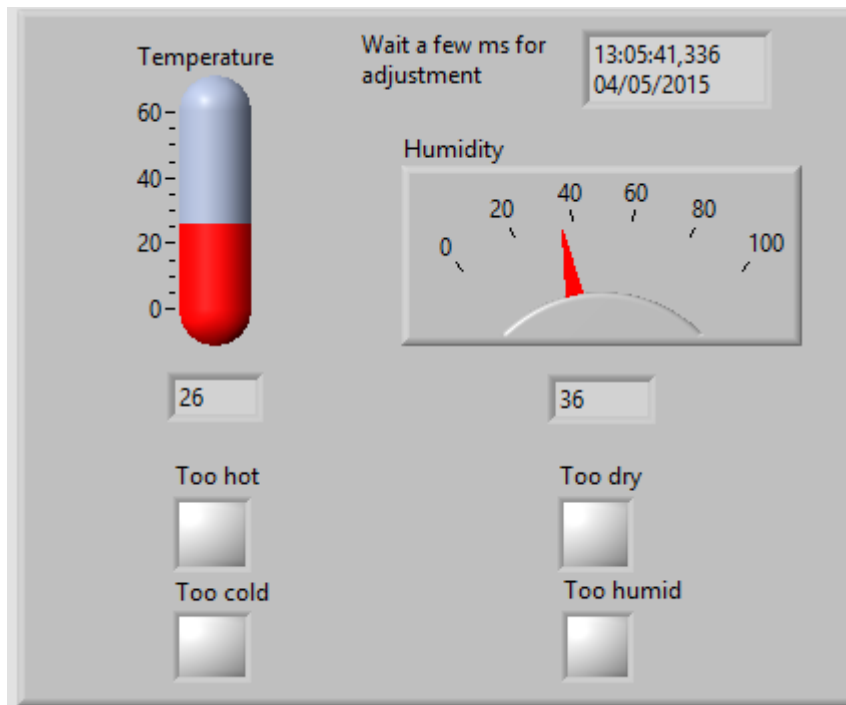 Temperature
Wait a few ms for
adjustment
13:05:41,336
04/05/2015
60
40
20
0
Humidity
0
20
40
60
80
100
26
36
Too hot
Too dry
Too cold
Too humid